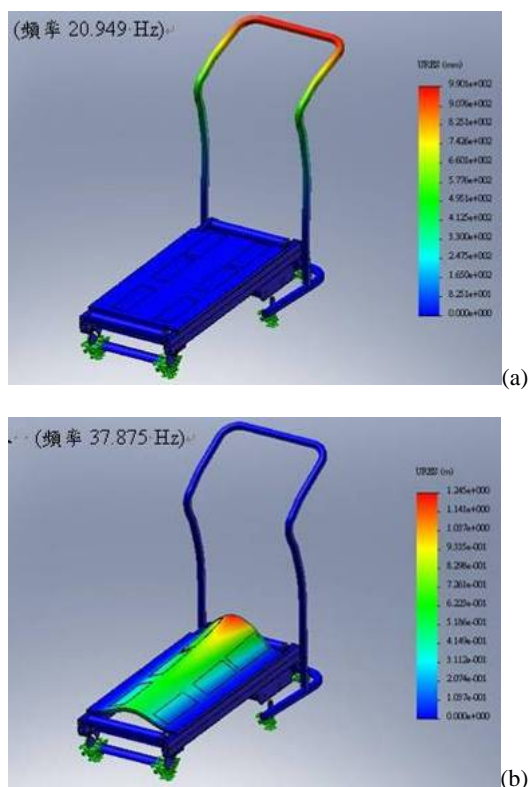 (頻率 20.949 Hz)
URES (mm)
9.901e+002
9.076e+002
8.251e+002
7.426e+002
6.601e+002
5.776e+002
4.951e+002
4.125e+002
3.300e+002
2.475e+002
1.650e+002
8.251e+001
0.000e+000
(a)
(頻率 37.875 Hz)
URES (m)
1.245e+000
1.141e+000
1.037e+000
9.335e-001
8.298e-001
7.261e-001
6.223e-001
5.186e-001
4.149e-001
3.112e-001
2.074e-001
1.037e-001
0.000e+000
(b)